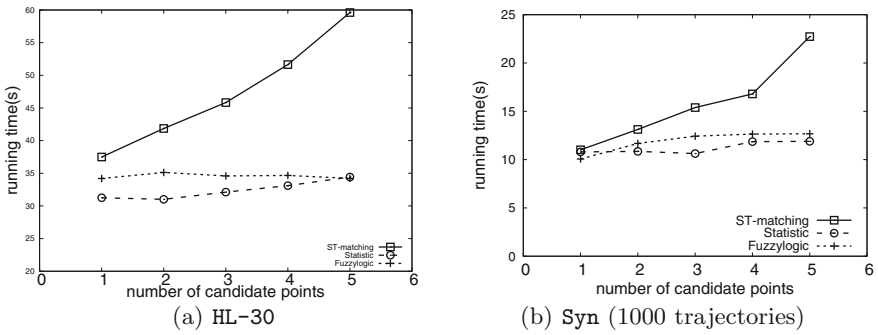 60
55
50
45
40
35
30
25
20
running time(s)
0 1 2 3 4 5 6
number of candidate points
ST-matching
Statistic
Fuzzylogic
(a) HL-30
25
20
15
10
5
0
running time(s)
0 1 2 3 4 5 6
number of candidate points
ST-matching
Statistic
Fuzzylogic
(b) Syn (1000 trajectories)